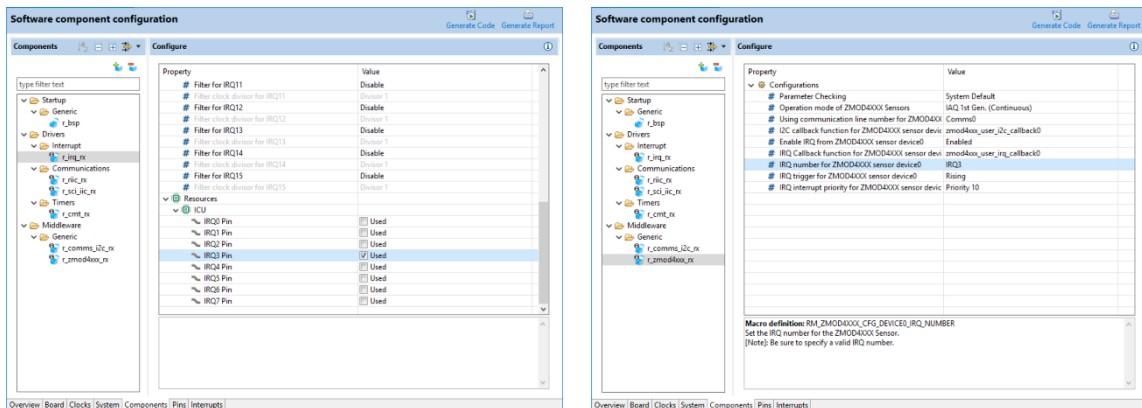 Software component configuration
Generate Code Generate Report
Components
Configure
type filter text
Startup
Generic
r_bsp
Drivers
Interrupt
r_irq_rx
Communications
r_riic_rx
r_sci_iic_rx
Timers
r_cmt_rx
Middleware
Generic
r_comms_i2c_rx
r_zmod4xxx_rx
Property Value
# Filter for IRQ11 Disable
# Filter clock divisor for IRQ11 Divisor 1
# Filter for IRQ12 Disable
# Filter clock divisor for IRQ12 Divisor 1
# Filter for IRQ13 Disable
# Filter clock divisor for IRQ13 Divisor 1
# Filter for IRQ14 Disable
# Filter clock divisor for IRQ14 Divisor 1
# Filter for IRQ15 Disable
# Filter clock divisor for IRQ15 Divisor 1
Resources
ICU
IRQ0 Pin Used
IRQ1 Pin Used
IRQ2 Pin Used
IRQ3 Pin Used
IRQ4 Pin Used
IRQ5 Pin Used
IRQ6 Pin Used
IRQ7 Pin Used
Overview Board Clocks System Components Pins Interrupts
Software component configuration
Generate Code Generate Report
Components
Configure
type filter text
Startup
Generic
r_bsp
Drivers
Interrupt
r_irq_rx
Communications
r_riic_rx
r_sci_iic_rx
Timers
r_cmt_rx
Middleware
Generic
r_comms_i2c_rx
r_zmod4xxx_rx
Property Value
Configurations
# Parameter Checking System Default
# Operation mode of ZMOD4XXX Sensors IAQ 1st Gen. (Continuous)
# Using communication line number for ZMOD4XX Comms0
# I2C callback function for ZMOD4XXX sensor devic zmod4xxx_user_i2c_callback0
# Enable IRQ from ZMOD4XXX sensor device0 Enabled
# IRQ Callback function for ZMOD4XXX sensor devi zmod4xxx_user_irq_callback0
# IRQ number for ZMOD4XXX sensor device0 IRQ3
# IRQ trigger for ZMOD4XXX sensor device0 Rising
# IRQ interrupt priority for ZMOD4XXX sensor devic Priority 10
Macro definition: RM_ZMOD4XXX_CFG_DEVICE0_IRQ_NUMBER
Set the IRQ number for the ZMOD4XXX Sensor.
[Note]: Be sure to specify a valid IRQ number.
Overview Board Clocks System Components Pins Interrupts